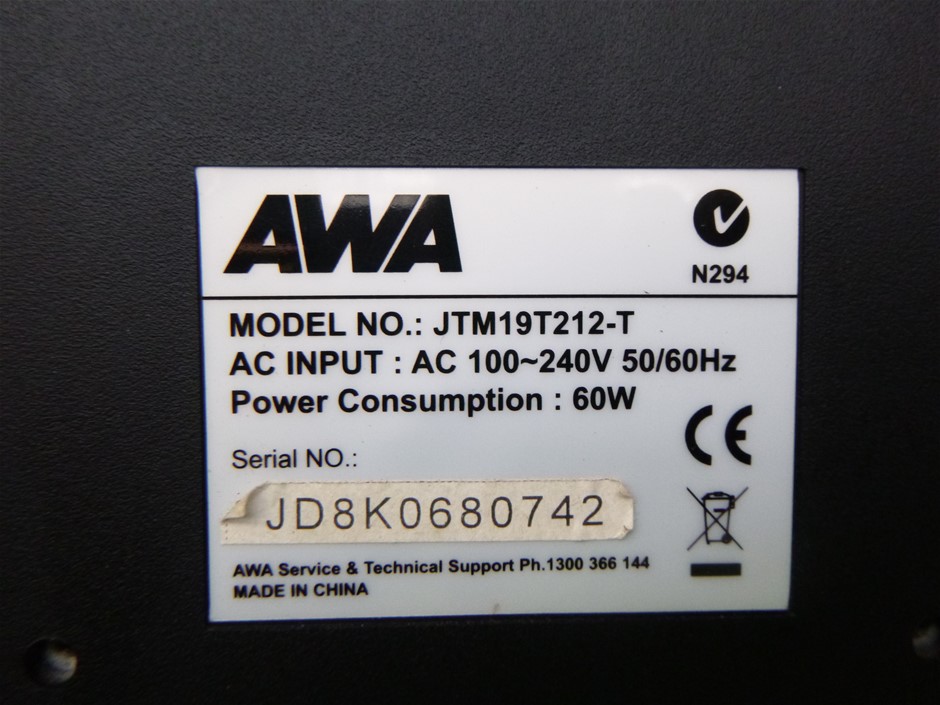 AWA
N294
MODEL NO.: JTM19T212-T
AC INPUT : AC 100~240V 50/60Hz
Power Consumption : 60W
CE
Serial NO.:
JD8K0680742
AWA Service & Technical Support Ph.1300 366 144
MADE IN CHINA